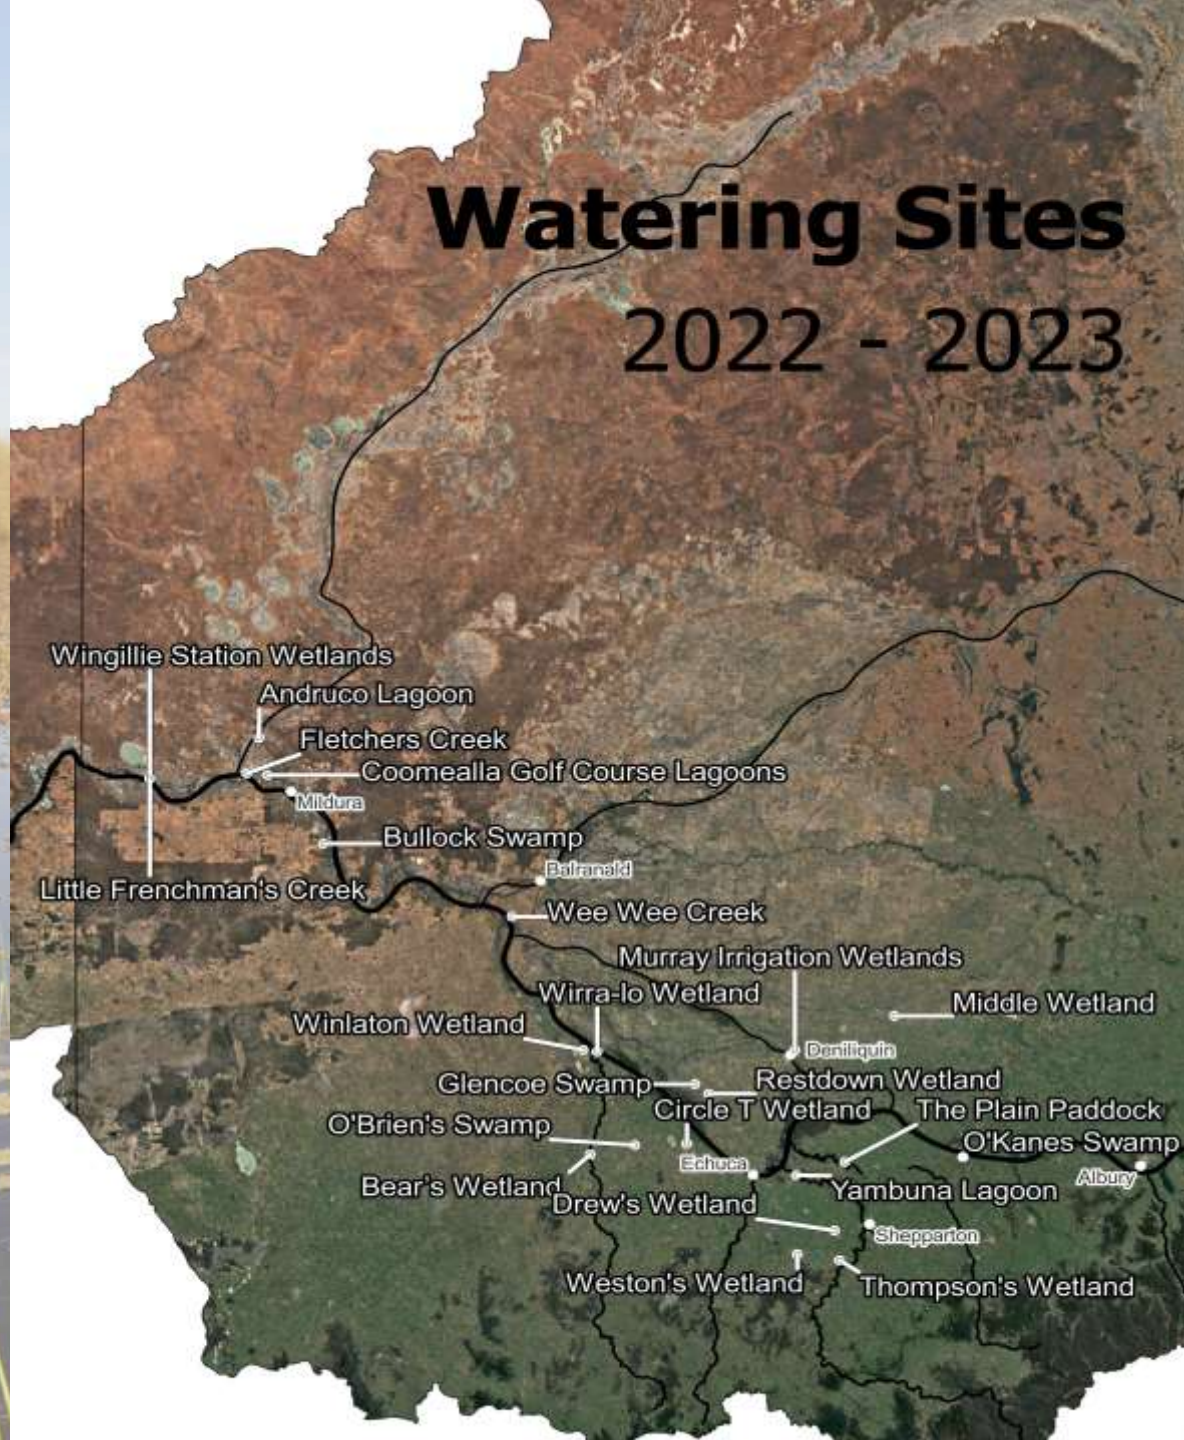 Watering Sites
2022 - 2023
Wingillie Station Wetlands
Andruco Lagoon
Fletchers Creek
Coomealla Golf Course Lagoons
Mildura
Bullock Swamp
Balranald
Little Frenchman's Creek
Wee Wee Creek
Murray Irrigation Wetlands
Wirra-lo Wetland
Middle Wetland
Winlaton Wetland
Deniliquin
Glencoe Swamp
Restdown Wetland
Circle T Wetland
The Plain Paddock
O'Brien's Swamp
O'Kanes Swamp
Echuca
Albury
Bear's Wetland
Yambuna Lagoon
Drew's Wetland
Shepparton
Weston's Wetland
Thompson's Wetland